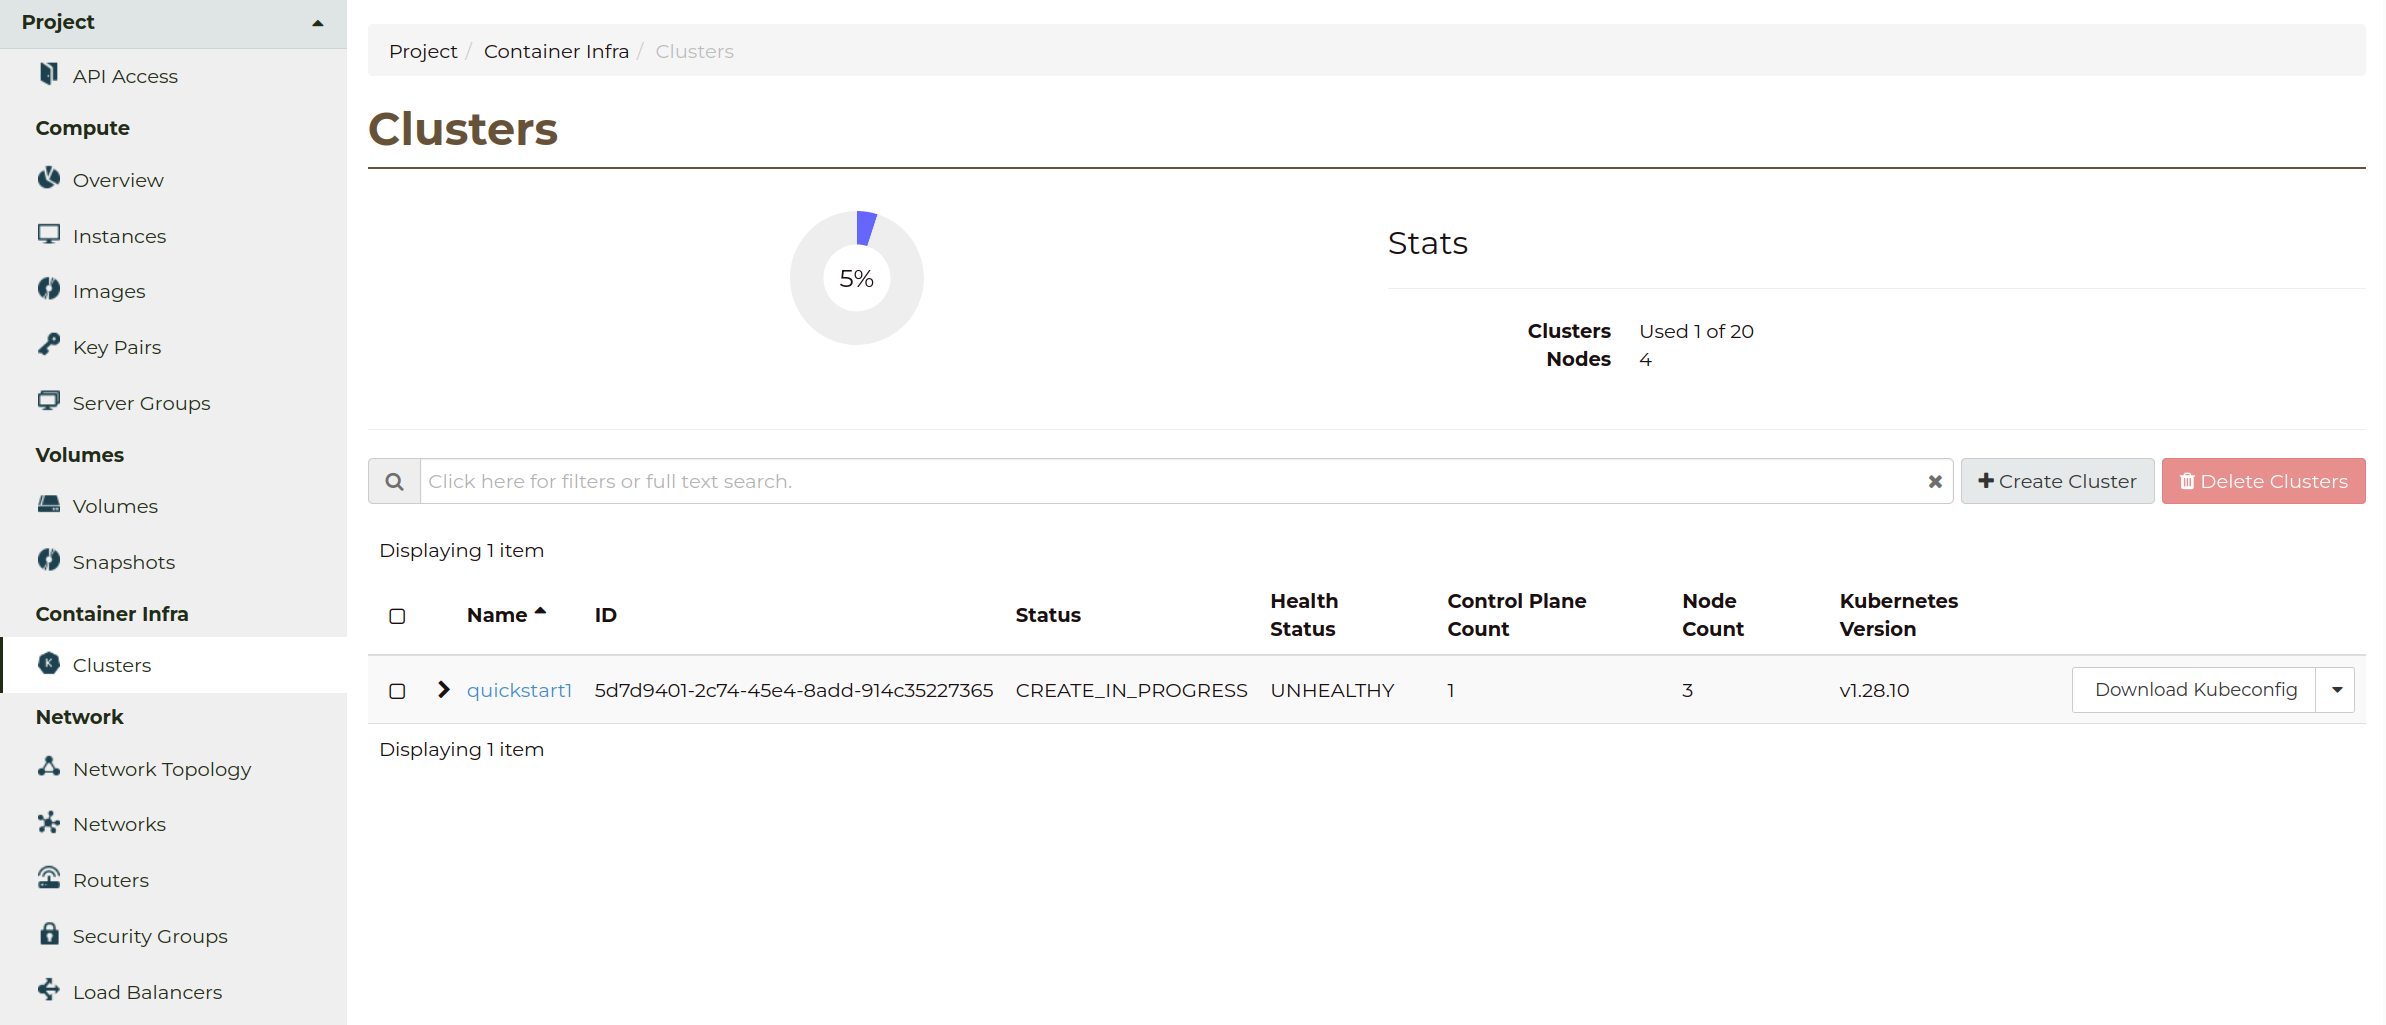 Project
API Access
Compute
Overview
Instances
Images
Key Pairs
Server Groups
Volumes
Volumes
Snapshots
Container Infra
Clusters
Network
Network Topology
Networks
Routers
Security Groups
Load Balancers
Project / Container Infra / Clusters
Clusters
5%
Stats
Clusters Used 1 of 20
Nodes 4
Click here for filters or full text search.
Create Cluster
Delete Clusters
Displaying 1 item
Name ID Status Health Status Control Plane Count Node Count Kubernetes Version
quickstart1 5d7d9401-2c74-45e4-8add-914c35227365 CREATE_IN_PROGRESS UNHEALTHY 1 3 v1.28.10 Download Kubeconfig
Displaying 1 item